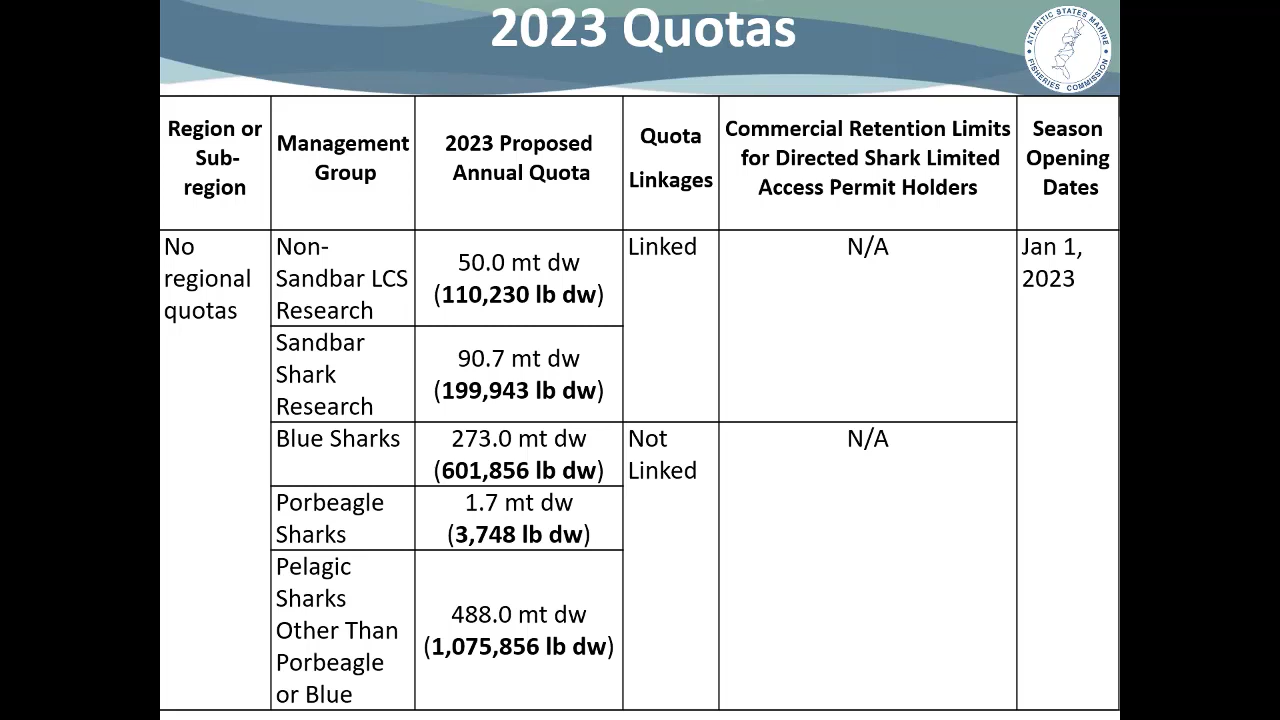 2023 Quotas
ATLANTIC STATES MARINE
FISHERIES COMMISSION
Region or
Sub-
region
Management
Group
2023 Proposed
Annual Quota
Quota
Linkages
Commercial Retention Limits
for Directed Shark Limited
Access Permit Holders
Season
Opening
Dates
No
regional
quotas
Non-
Sandbar LCS
Research
50.0 mt dw
(110,230 lb dw)
Linked
N/A
Jan 1,
2023
Sandbar
Shark
Research
90.7 mt dw
(199,943 lb dw)
Blue Sharks
273.0 mt dw
(601,856 lb dw)
Not
Linked
N/A
Porbeagle
Sharks
1.7 mt dw
(3,748 lb dw)
Pelagic
Sharks
Other Than
Porbeagle
or Blue
488.0 mt dw
(1,075,856 lb dw)